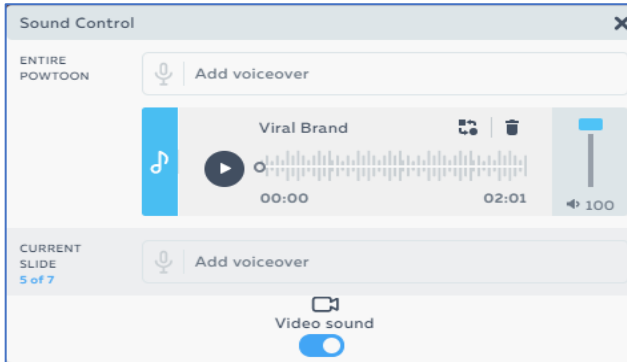 Sound Control
ENTIRE
POWTOON
Add voiceover
Viral Brand
00:00
02:01
100
CURRENT
SLIDE
5 of 7
Add voiceover
Video sound